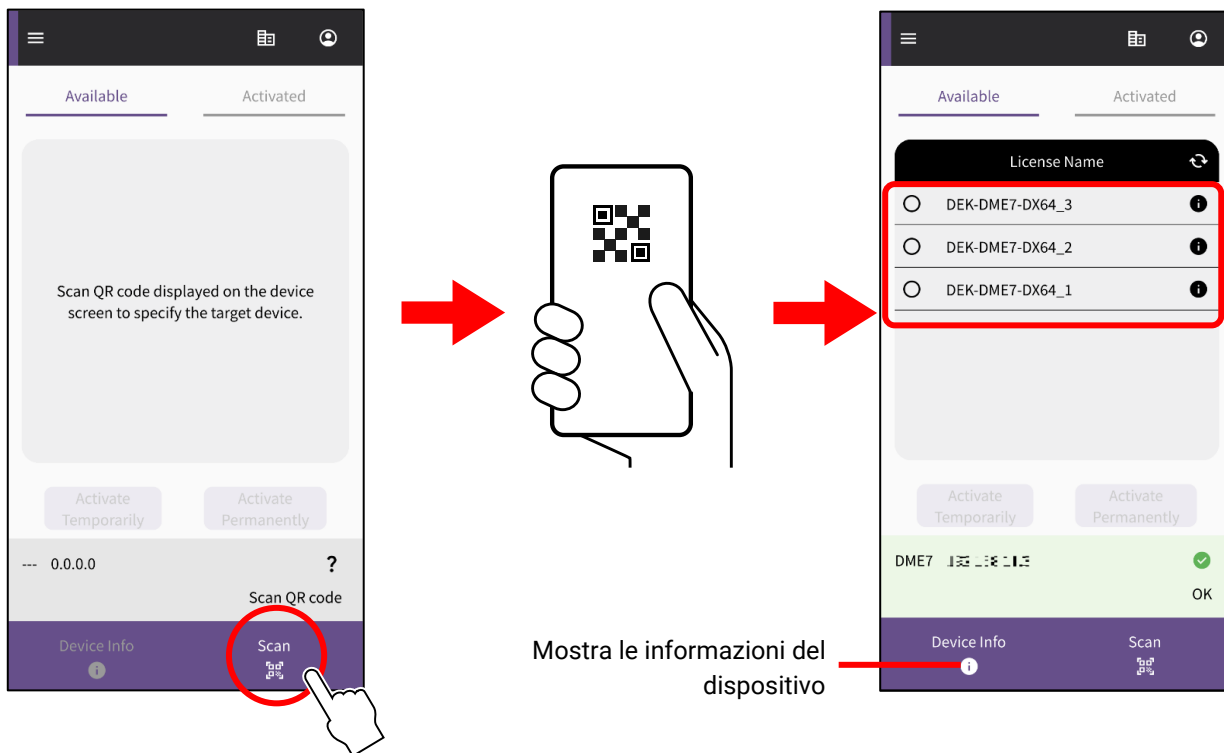 Available Activated
Scan QR code displayed on the device
screen to specify the target device.
Activate Activate
Temporarily Permanently
--- 0.0.0.0 ?
Scan QR code
Device Info Scan
Available Activated
License Name
DEK-DME7-DX64_3
DEK-DME7-DX64_2
DEK-DME7-DX64_1
Activate Activate
Temporarily Permanently
DME7
OK
Device Info Scan
Mostra le informazioni del
dispositivo